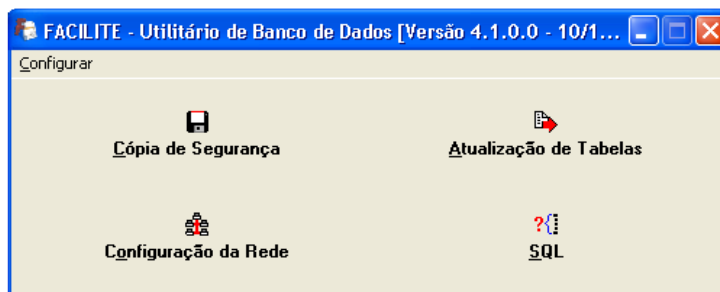 FACILITE - Utilitário de Banco de Dados [Versão 4.1.0.0 - 10/1...
Configurar
Cópia de Segurança
Atualização de Tabelas
Configuração da Rede
SQL